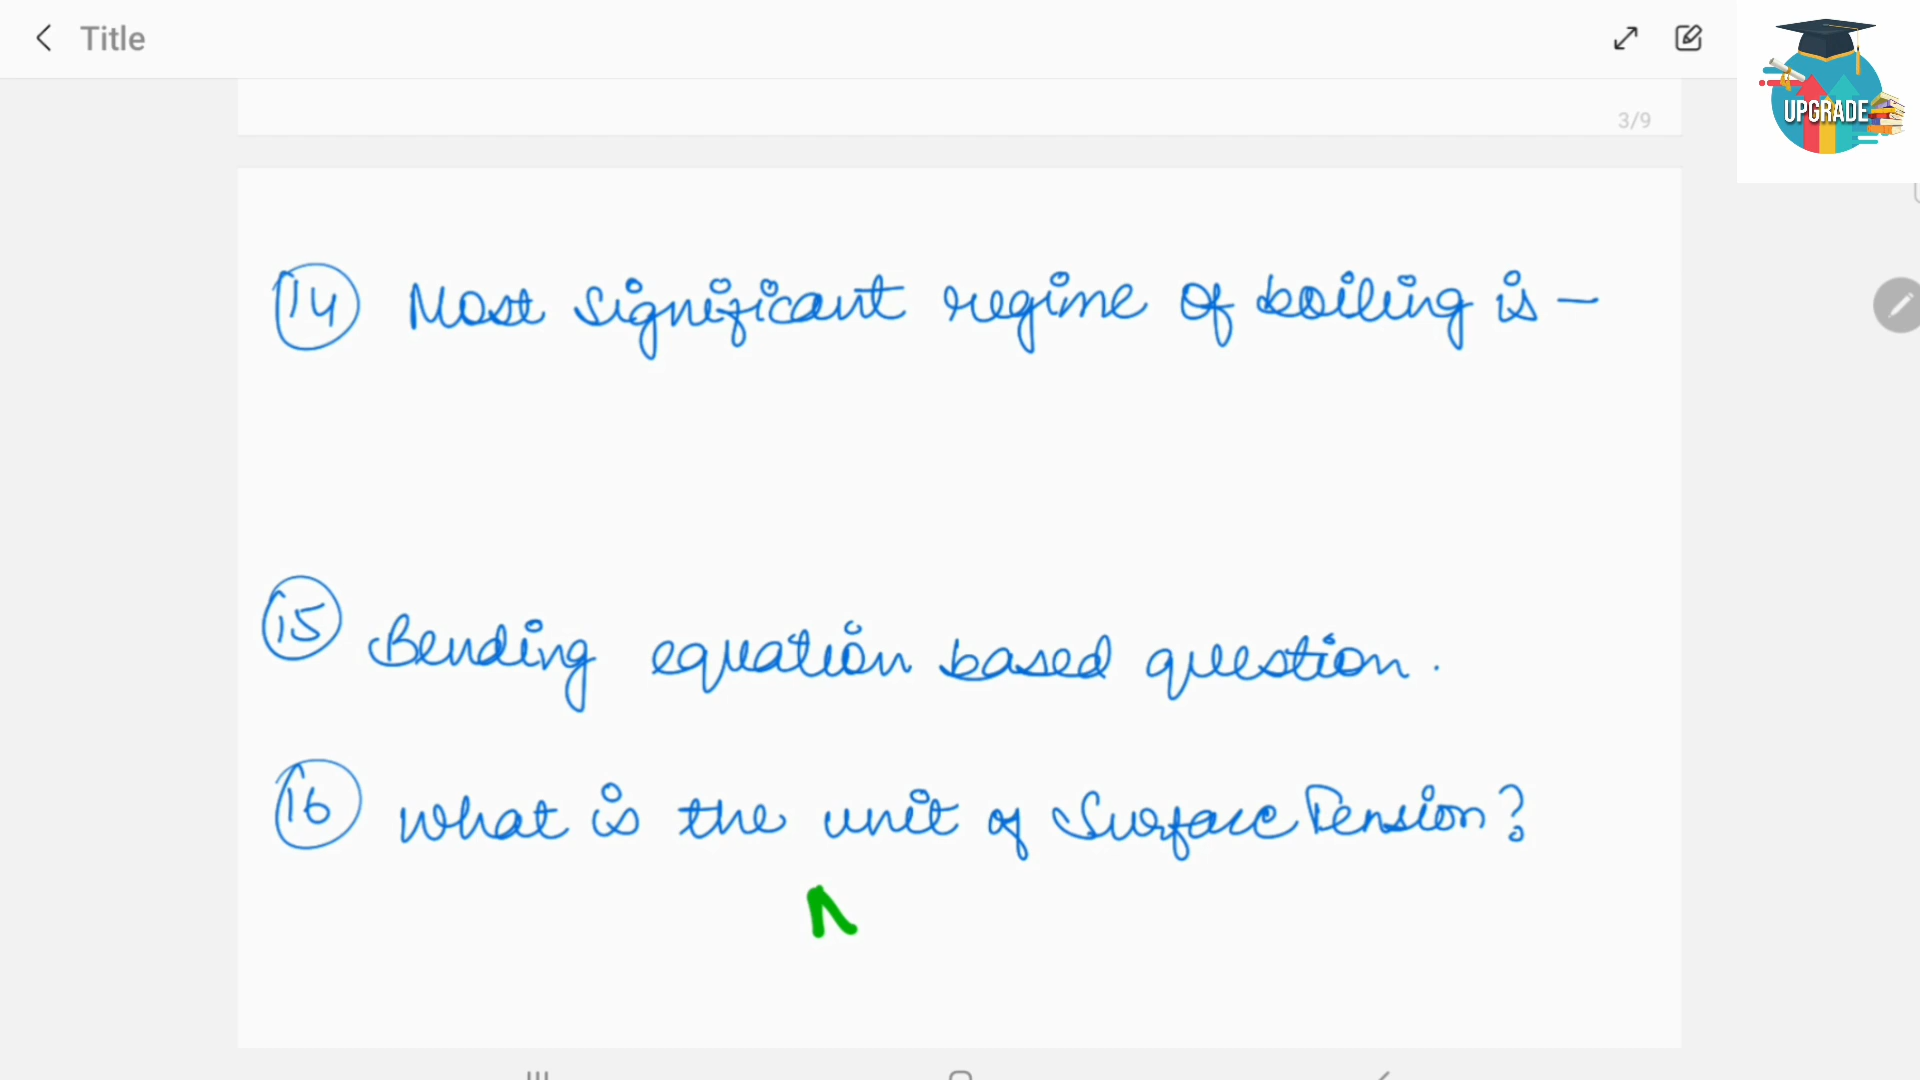 Title
UPGRADE
3/9
14 Most significant regime of boiling is -
15 Bending equation based question.
16 What is the unit of Surface Tension?